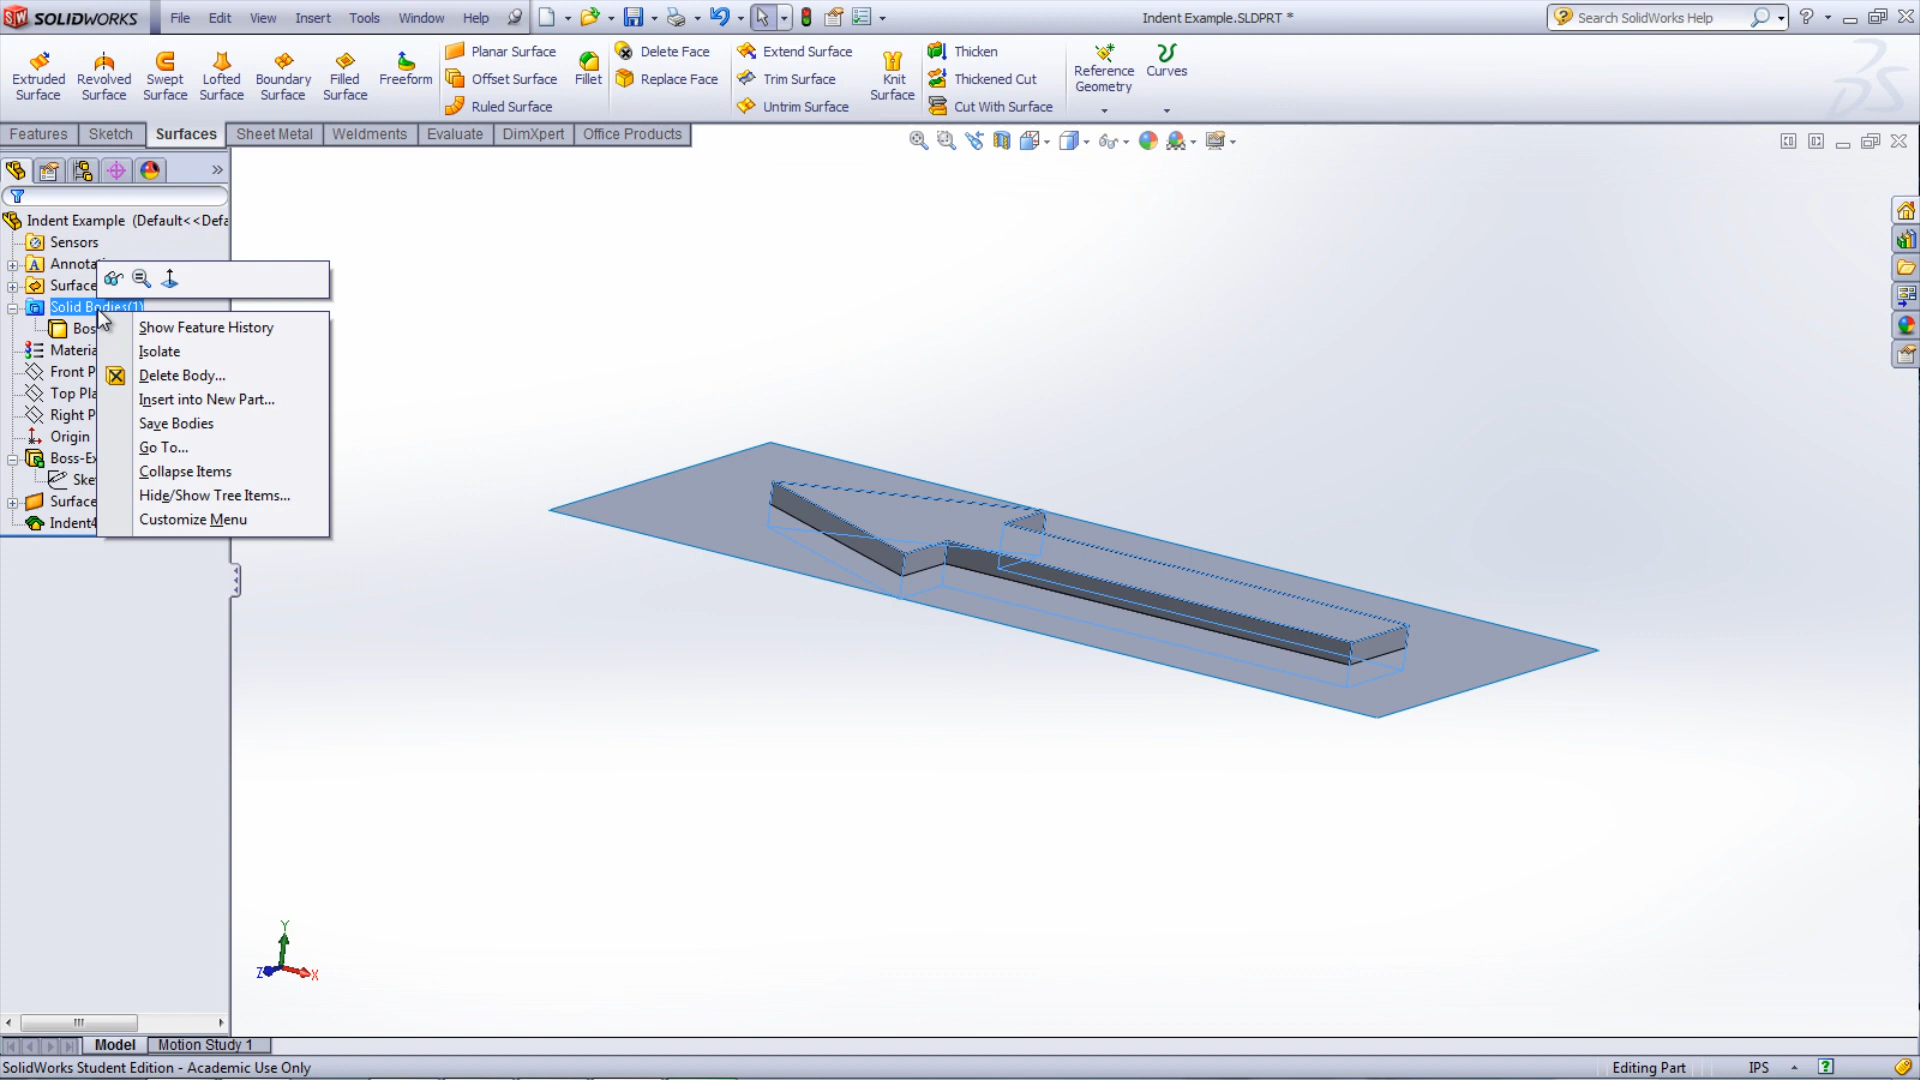 SOLIDWORKS File Edit View Insert Tools Window Help Indent Example.SLDPRT * Search SolidWorks Help
Extruded Surface
Revolved Surface
Swept Surface
Lofted Surface
Boundary Surface
Filled Surface
Freeform
Planar Surface
Offset Surface
Ruled Surface
Fillet
Delete Face
Replace Face
Extend Surface
Trim Surface
Untrim Surface
Knit Surface
Thicken
Thickened Cut
Cut With Surface
Reference Geometry
Curves
Features Sketch Surfaces Sheet Metal Weldments Evaluate DimXpert Office Products
Indent Example (Default<<Defa
Sensors
Annota
Surface
Solid Bodies(1)
Bos
Materia
Front P
Top Pla
Right P
Origin
Boss-Ex
Ske
Surface
Indent4
Show Feature History
Isolate
Delete Body...
Insert into New Part...
Save Bodies
Go To...
Collapse Items
Hide/Show Tree Items...
Customize Menu
Y
Z
X
Model Motion Study 1
SolidWorks Student Edition - Academic Use Only Editing Part IPS